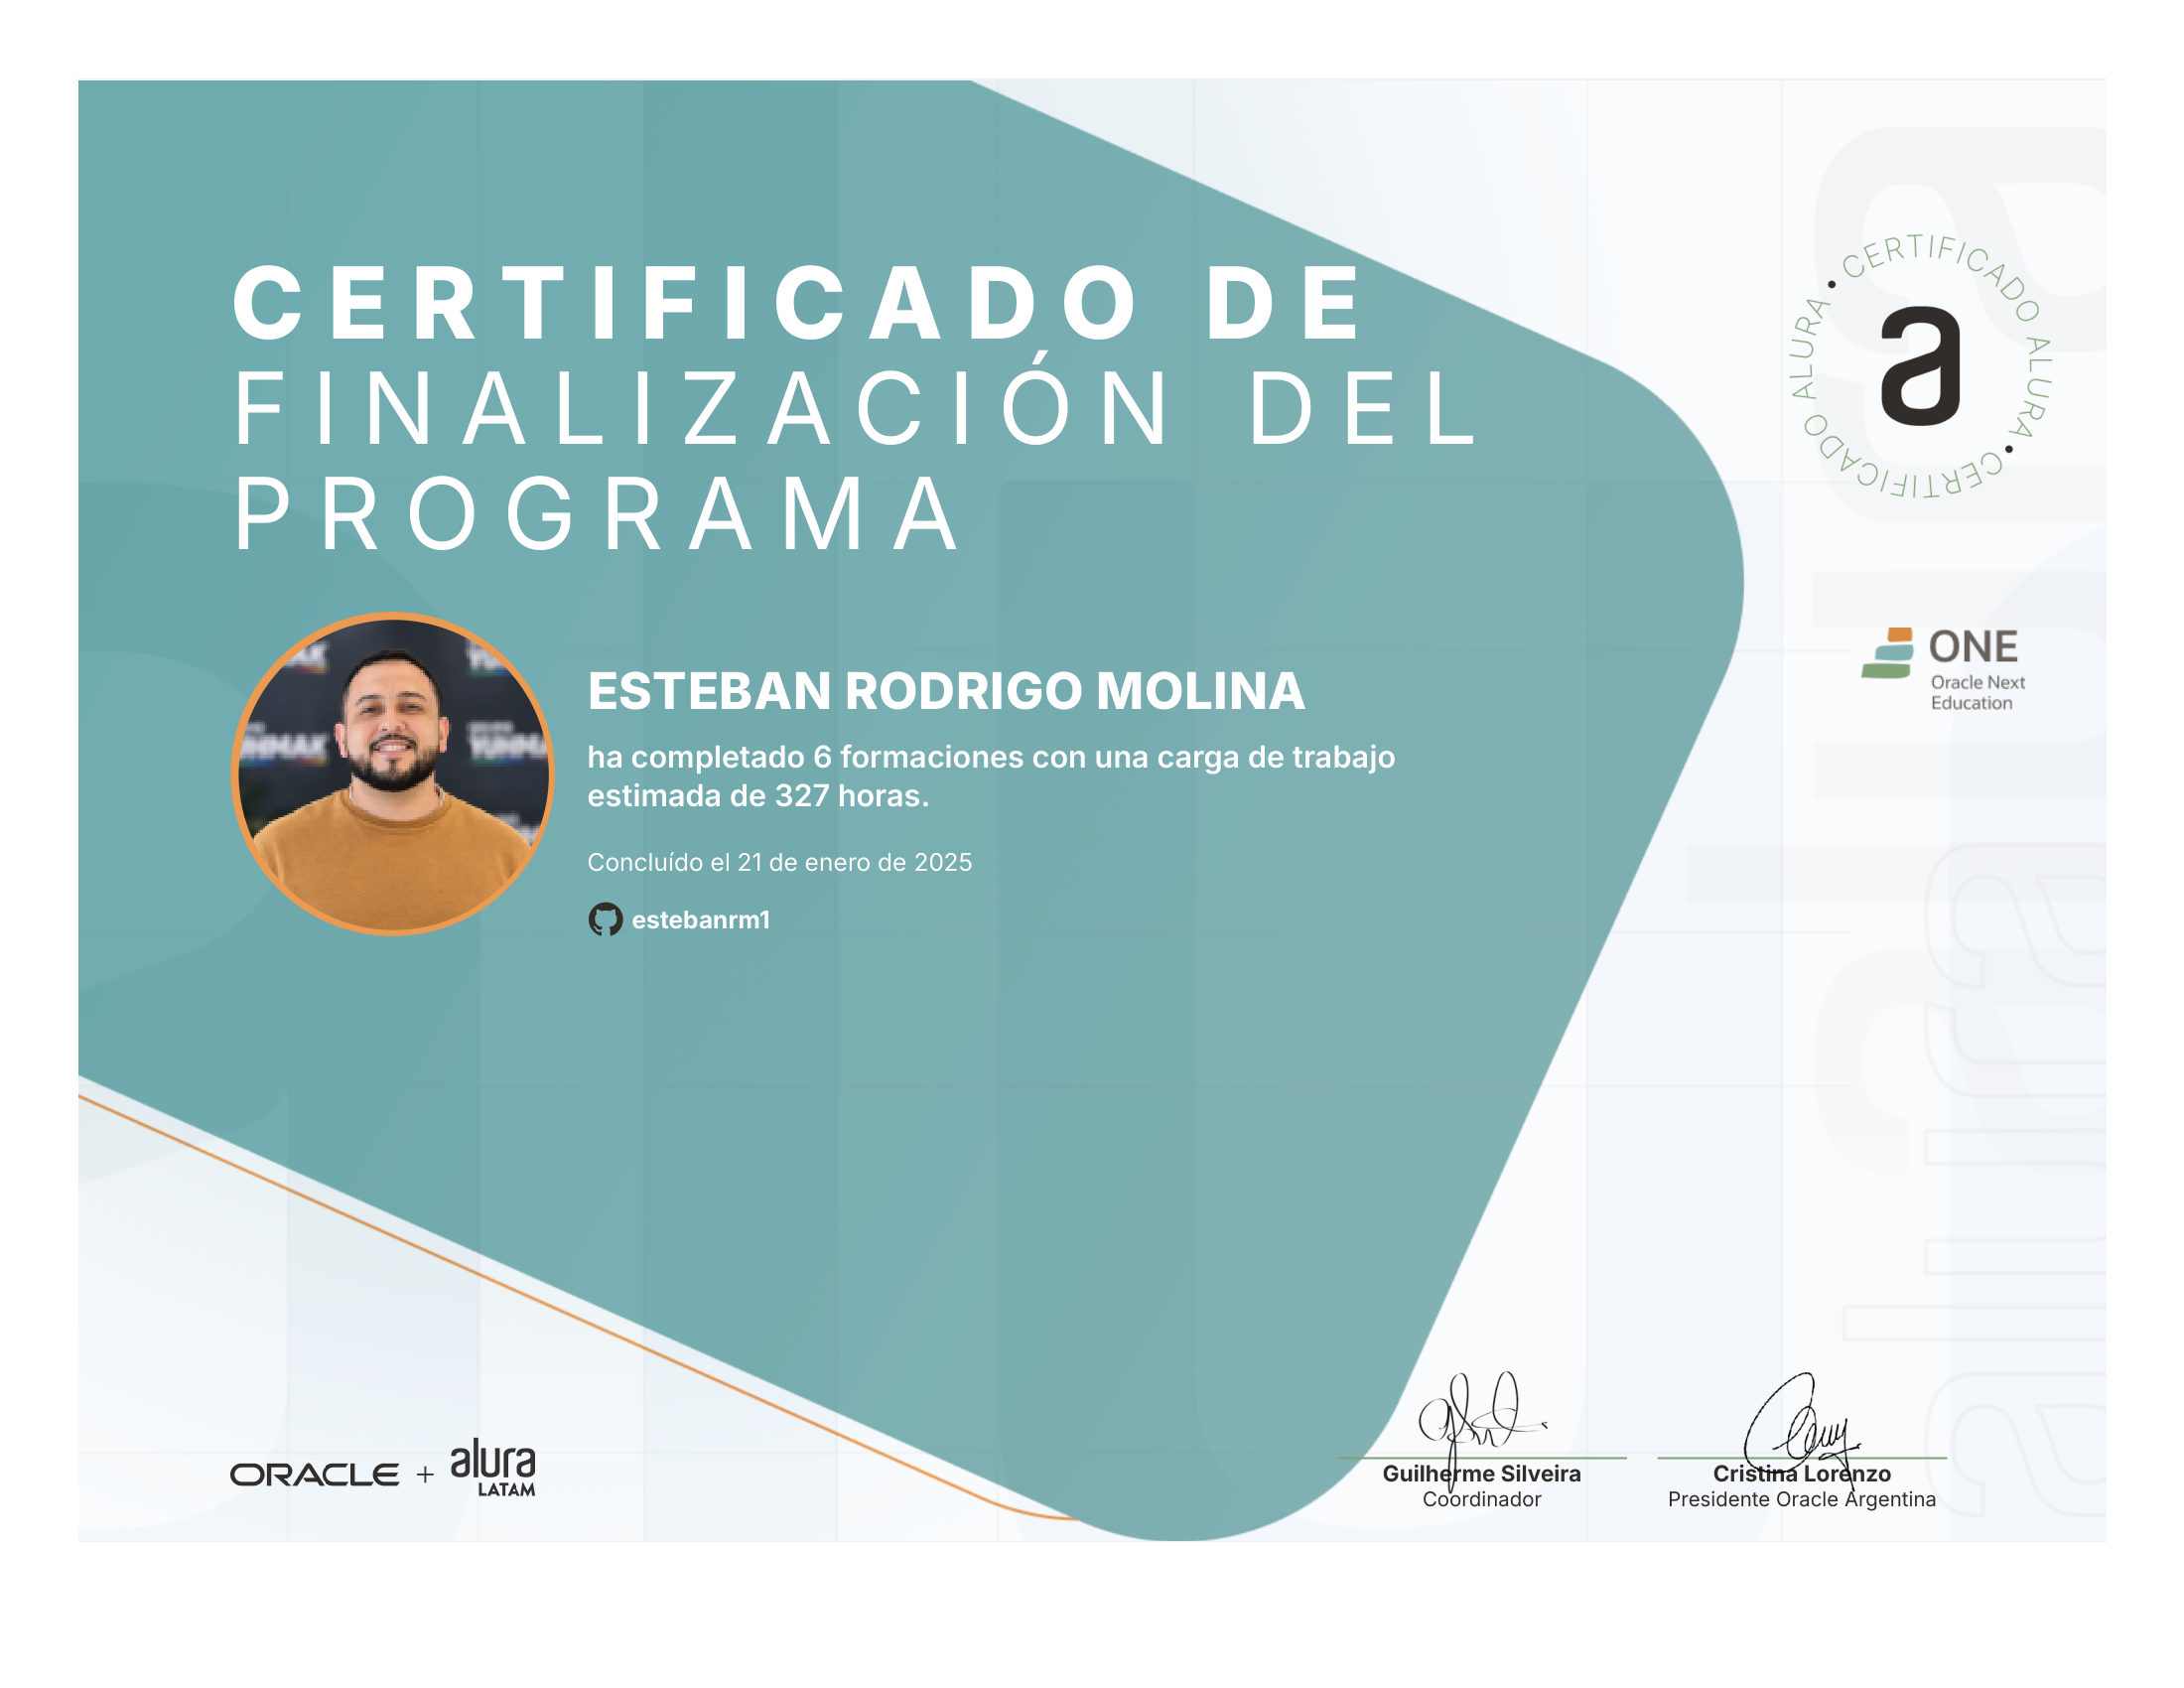 CERTIFICADO DE
FINALIZACIÓN DEL
PROGRAMA
CERTIFICADO ALURA • CERTIFICADO ALURA •
a
ONE
Oracle Next
Education
ESTEBAN RODRIGO MOLINA
ha completado 6 formaciones con una carga de trabajo
estimada de 327 horas.
Concluído el 21 de enero de 2025
estebanrm1
alura
alura
ORACLE + alura
LATAM
Guilherme Silveira
Coordinador
Cristina Lorenzo
Presidente Oracle Argentina